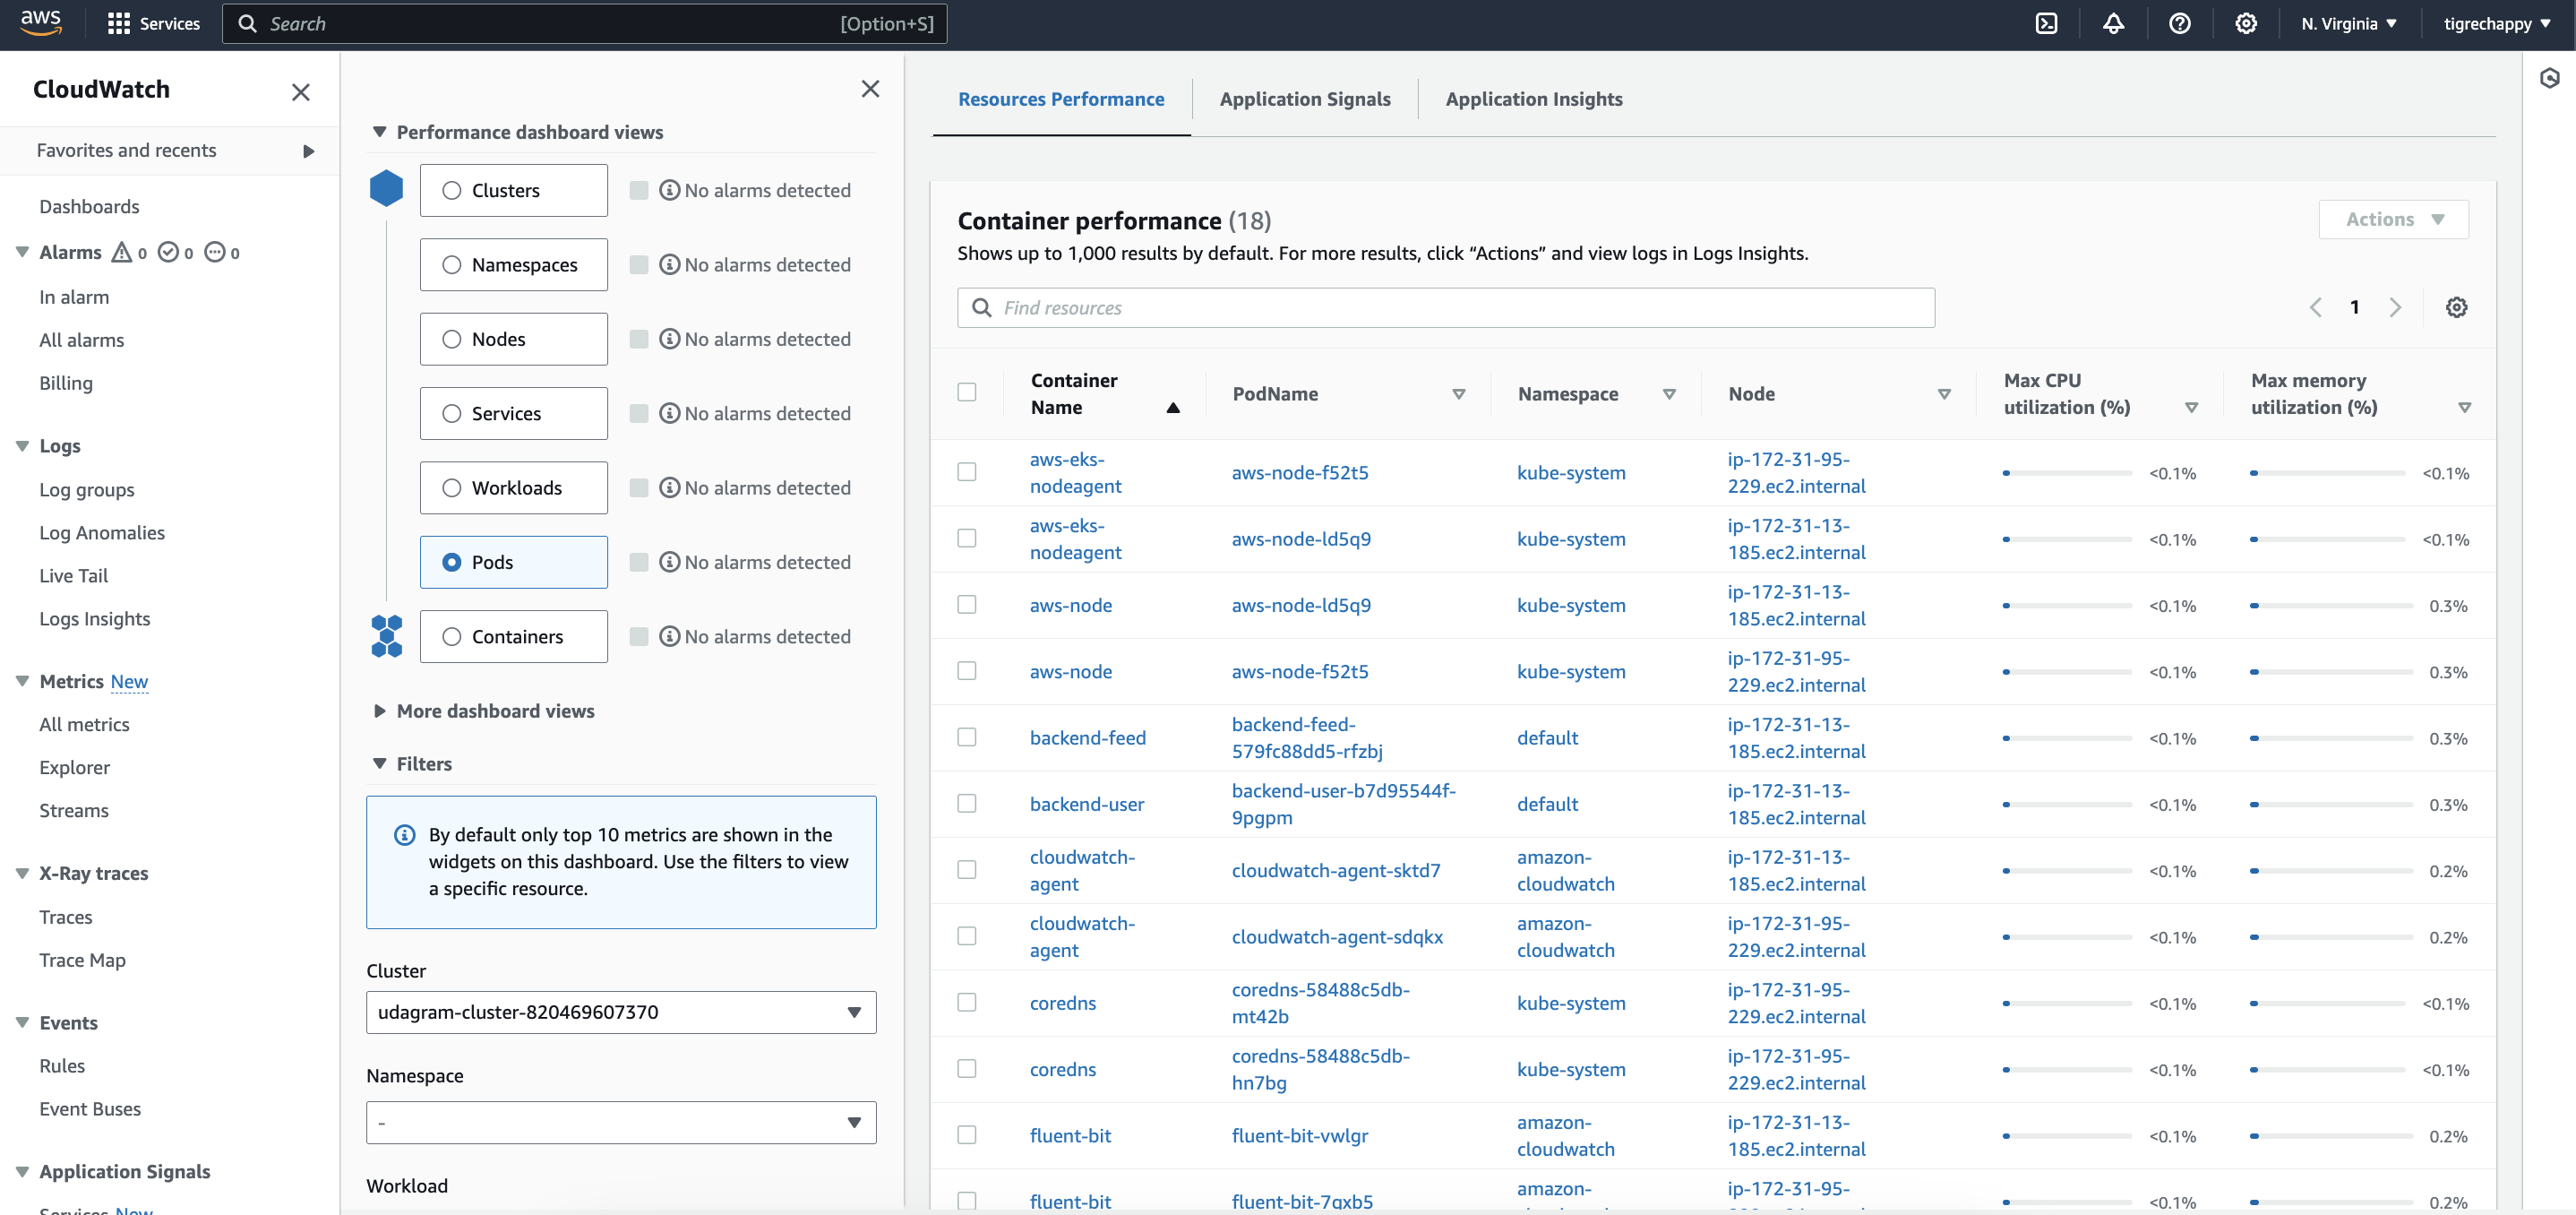 aws
Services
Search
[Option+S]
N. Virginia
tigrechappy
CloudWatch
Favorites and recents
Dashboards
Alarms 0 0 0
In alarm
All alarms
Billing
Logs
Log groups
Log Anomalies
Live Tail
Logs Insights
Metrics New
All metrics
Explorer
Streams
X-Ray traces
Traces
Trace Map
Events
Rules
Event Buses
Application Signals
Services New
Performance dashboard views
Clusters No alarms detected
Namespaces No alarms detected
Nodes No alarms detected
Services No alarms detected
Workloads No alarms detected
Pods No alarms detected
Containers No alarms detected
More dashboard views
Filters
By default only top 10 metrics are shown in the
widgets on this dashboard. Use the filters to view
a specific resource.
Cluster
udagram-cluster-820469607370
Namespace
-
Workload
Resources Performance
Application Signals
Application Insights
Container performance (18)
Actions
Shows up to 1,000 results by default. For more results, click “Actions” and view logs in Logs Insights.
Find resources
1
Container
Name
PodName
Namespace
Node
Max CPU
utilization (%)
Max memory
utilization (%)
aws-eks-
nodeagent
aws-node-f52t5
kube-system
ip-172-31-95-
229.ec2.internal
<0.1%
<0.1%
aws-eks-
nodeagent
aws-node-ld5q9
kube-system
ip-172-31-13-
185.ec2.internal
<0.1%
<0.1%
aws-node
aws-node-ld5q9
kube-system
ip-172-31-13-
185.ec2.internal
<0.1%
0.3%
aws-node
aws-node-f52t5
kube-system
ip-172-31-95-
229.ec2.internal
<0.1%
0.3%
backend-feed
backend-feed-
579fc88dd5-rfzbj
default
ip-172-31-13-
185.ec2.internal
<0.1%
0.3%
backend-user
backend-user-b7d95544f-
9pgpm
default
ip-172-31-13-
185.ec2.internal
<0.1%
0.3%
cloudwatch-
agent
cloudwatch-agent-sktd7
amazon-
cloudwatch
ip-172-31-13-
185.ec2.internal
<0.1%
0.2%
cloudwatch-
agent
cloudwatch-agent-sdqkx
amazon-
cloudwatch
ip-172-31-95-
229.ec2.internal
<0.1%
0.2%
coredns
coredns-58488c5db-
mt42b
kube-system
ip-172-31-95-
229.ec2.internal
<0.1%
<0.1%
coredns
coredns-58488c5db-
hn7bg
kube-system
ip-172-31-95-
229.ec2.internal
<0.1%
<0.1%
fluent-bit
fluent-bit-vwlgr
amazon-
cloudwatch
ip-172-31-13-
185.ec2.internal
<0.1%
0.2%
fluent-bit
fluent-bit-7gxb5
amazon-
ip-172-31-95-
<0.1%
0.2%